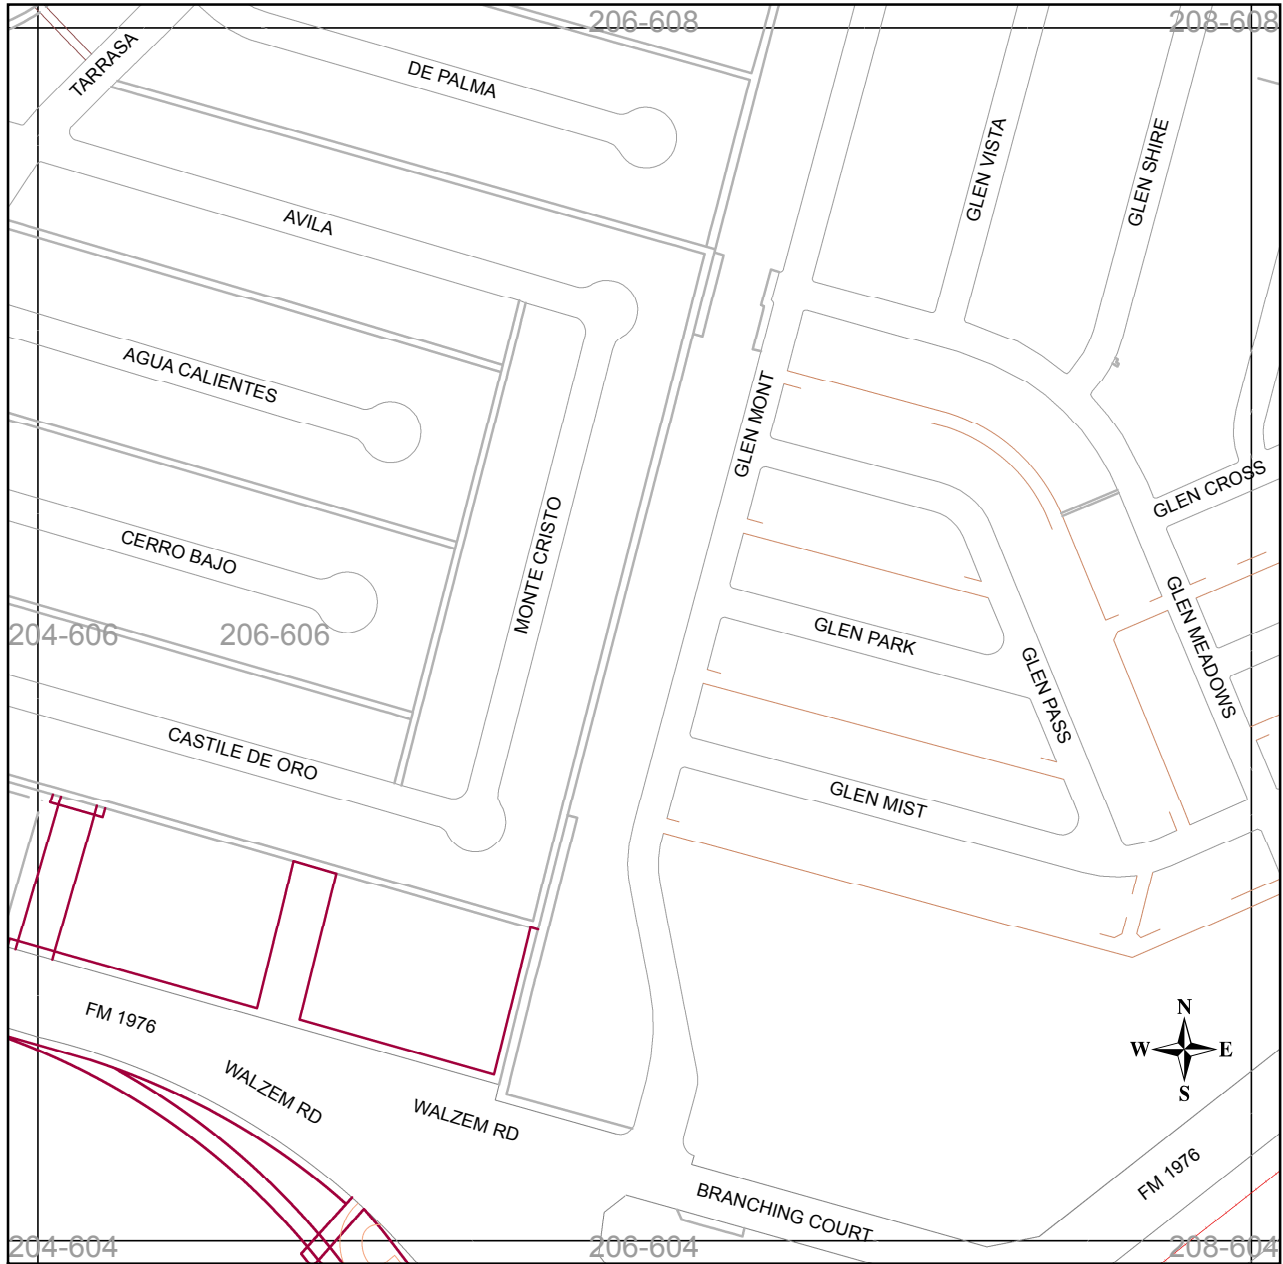 206-608
208-608
TARRASA
DE PALMA
GLEN VISTA
GLEN SHIRE
AVILA
AGUA CALIENTES
GLEN MONT
GLEN CROSS
CERRO BAJO
MONTE CRISTO
204-606
206-606
GLEN PARK
GLEN PASS
GLEN MEADOWS
CASTILE DE ORO
GLEN MIST
FM 1976
N
W E
S
WALZEM RD
WALZEM RD
FM 1976
BRANCHING COURT
204-604
206-604
208-604